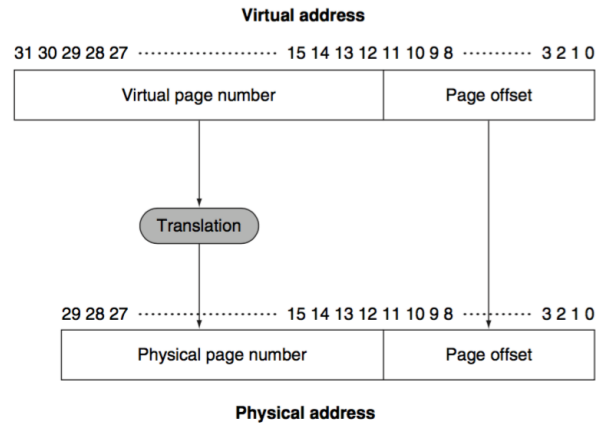 Virtual address
31 30 29 28 27 ···················· 15 14 13 12 11 10 9 8 ·········· 3 2 1 0
Virtual page number Page offset
Translation
29 28 27 ···················· 15 14 13 12 11 10 9 8 ·········· 3 2 1 0
Physical page number Page offset
Physical address